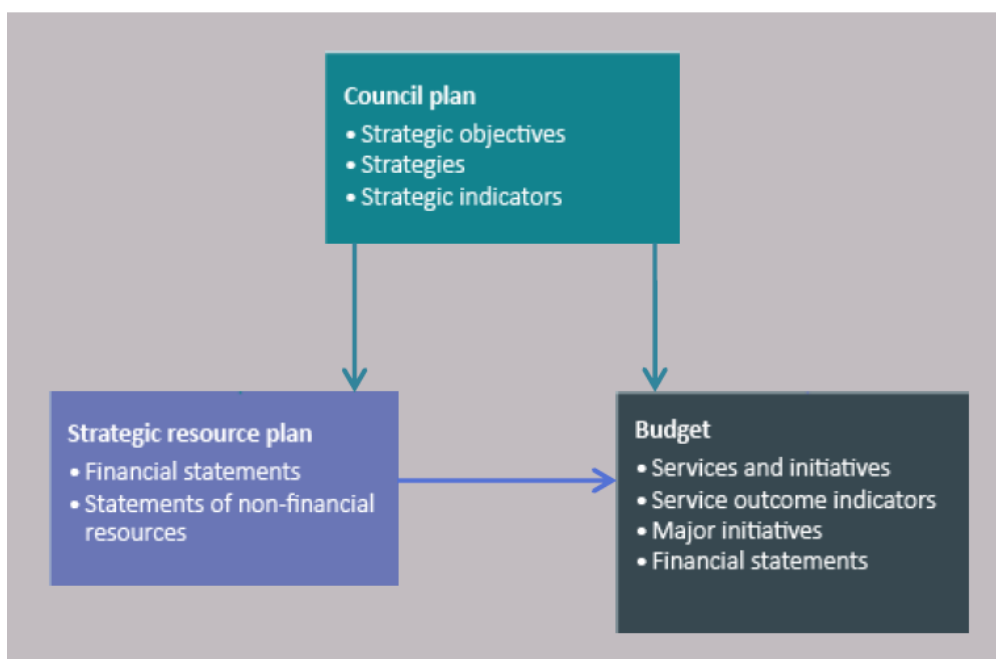 Council plan
• Strategic objectives
• Strategies
• Strategic indicators
Strategic resource plan
• Financial statements
• Statements of non-financial
resources
Budget
• Services and initiatives
• Service outcome indicators
• Major initiatives
• Financial statements